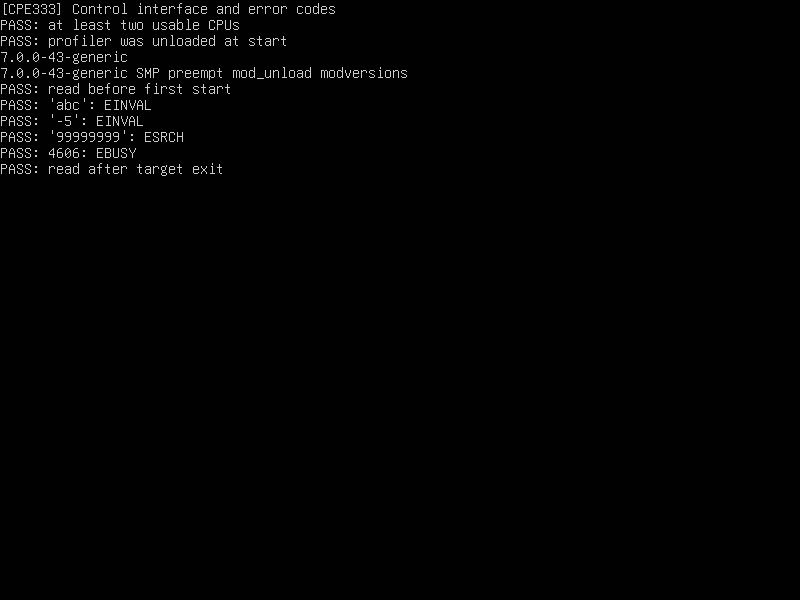 [CPE333] Control interface and error codes
PASS: at least two usable CPUs
PASS: profiler was unloaded at start
7.0.0-43-generic
7.0.0-43-generic SMP preempt mod_unload modversions
PASS: read before first start
PASS: 'abc': EINVAL
PASS: '-5': EINVAL
PASS: '99999999': ESRCH
PASS: 4606: EBUSY
PASS: read after target exit